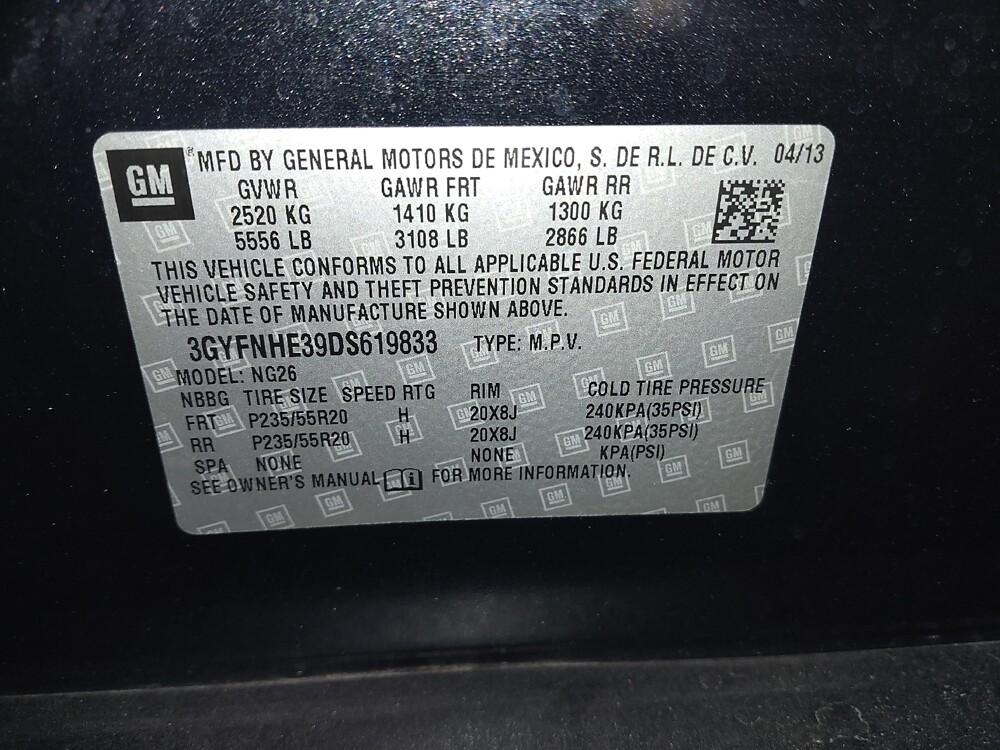 GM ® MFD BY GENERAL MOTORS DE MEXICO, S. DE R.L. DE C.V. 04/13
GVWR GAWR FRT GAWR RR
2520 KG 1410 KG 1300 KG
5556 LB 3108 LB 2866 LB
THIS VEHICLE CONFORMS TO ALL APPLICABLE U.S. FEDERAL MOTOR
VEHICLE SAFETY AND THEFT PREVENTION STANDARDS IN EFFECT ON
THE DATE OF MANUFACTURE SHOWN ABOVE.
3GYFNHE39DS619833 TYPE: M.P.V.
MODEL: NG26
NBBG TIRE SIZE SPEED RTG RIM COLD TIRE PRESSURE
FRT P235/55R20 H 20X8J 240KPA(35PSI)
RR P235/55R20 H 20X8J 240KPA(35PSI)
SPA NONE NONE KPA(PSI)
SEE OWNER'S MANUAL i FOR MORE INFORMATION.